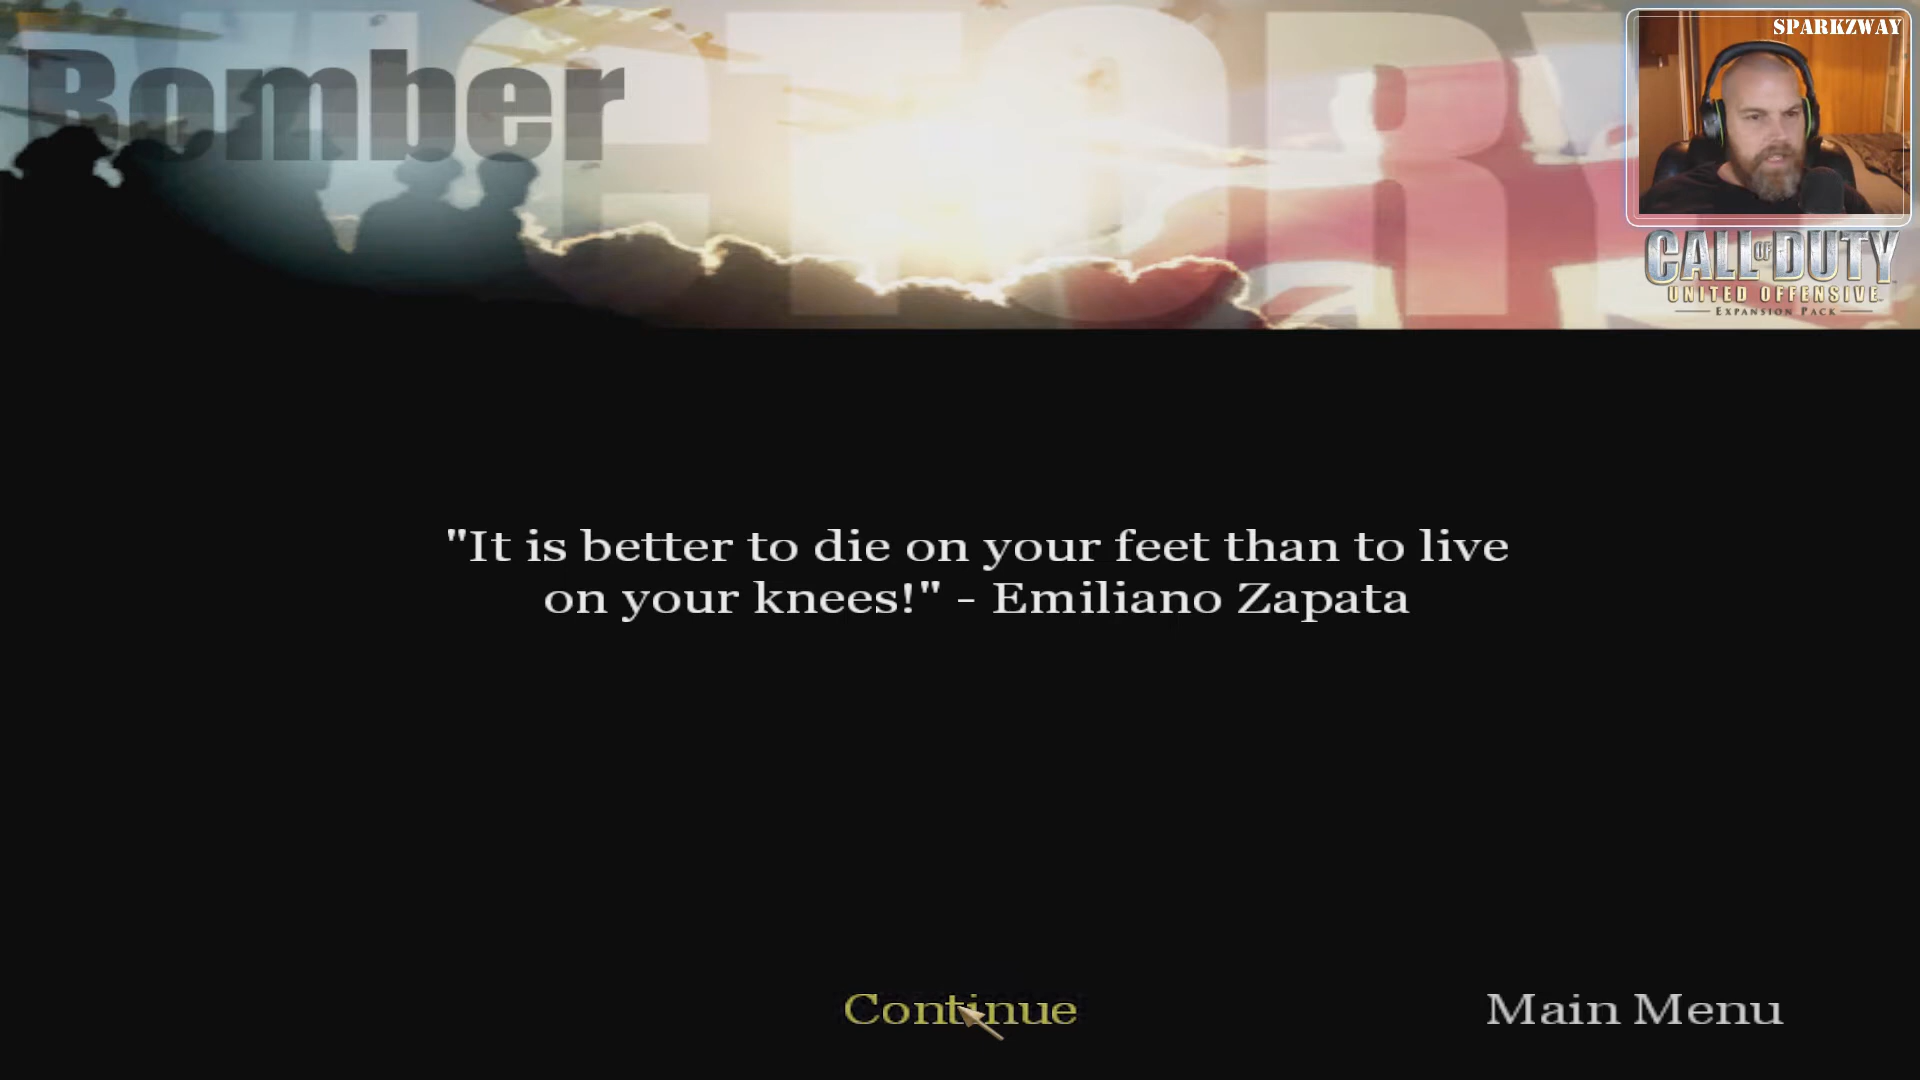 SPARKZWAY
VICTORY
Bomber
CALL OF DUTY
UNITED OFFENSIVE
EXPANSION PACK
"It is better to die on your feet than to live
on your knees!" - Emiliano Zapata
Continue
Main Menu